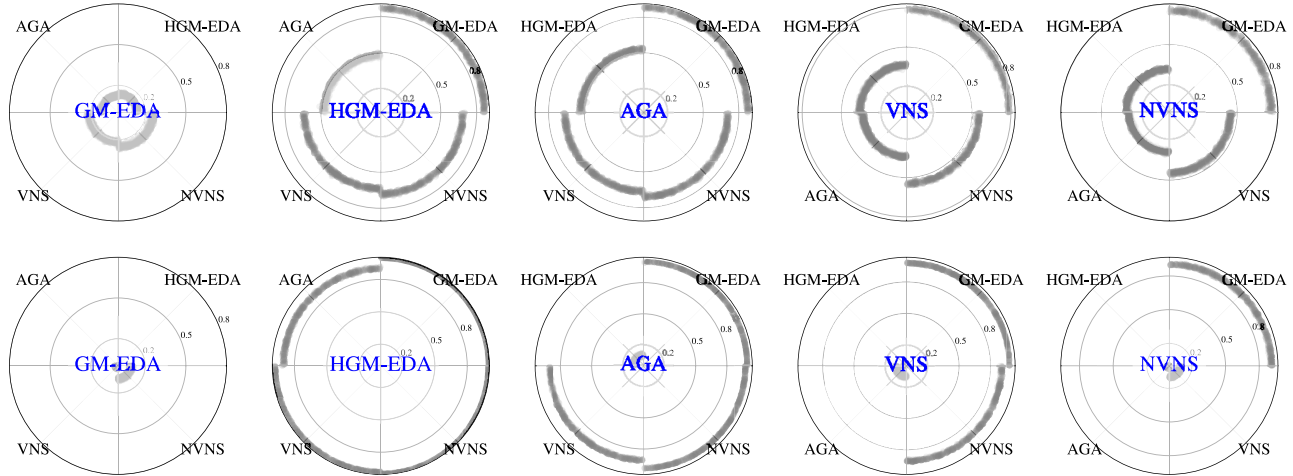 AGA HGM-EDA
0.8
0.5
0.2
GM-EDA
VNS NVNS
AGA GM-EDA
0.8
0.5
0.2
HGM-EDA
VNS NVNS
HGM-EDA GM-EDA
0.8
0.5
0.2
AGA
VNS NVNS
HGM-EDA GM-EDA
0.8
0.5
0.2
VNS
AGA NVNS
HGM-EDA GM-EDA
0.8
0.5
0.2
NVNS
AGA VNS
AGA HGM-EDA
0.8
0.5
0.2
GM-EDA
VNS NVNS
AGA GM-EDA
0.8
0.5
0.2
HGM-EDA
VNS NVNS
HGM-EDA GM-EDA
0.8
0.5
0.2
AGA
VNS NVNS
HGM-EDA GM-EDA
0.8
0.5
0.2
VNS
AGA NVNS
HGM-EDA GM-EDA
0.8
0.5
0.2
NVNS
AGA VNS